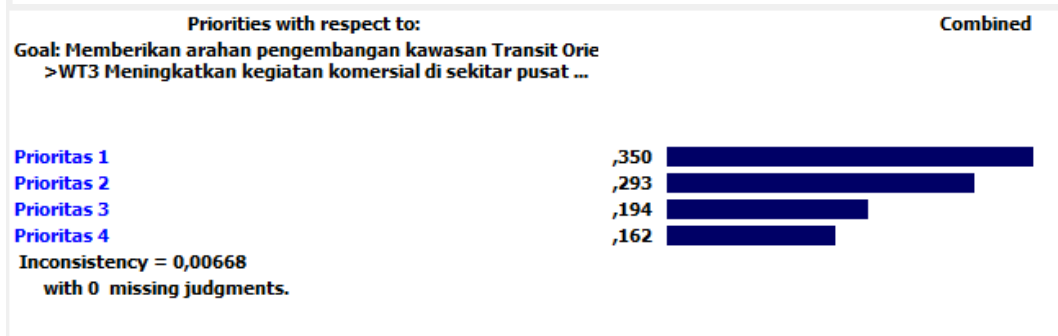 Priorities with respect to: Combined
Goal: Memberikan arahan pengembangan kawasan Transit Orie
>WT3 Meningkatkan kegiatan komersial di sekitar pusat ...
Prioritas 1 ,350
Prioritas 2 ,293
Prioritas 3 ,194
Prioritas 4 ,162
Inconsistency = 0,00668
with 0 missing judgments.